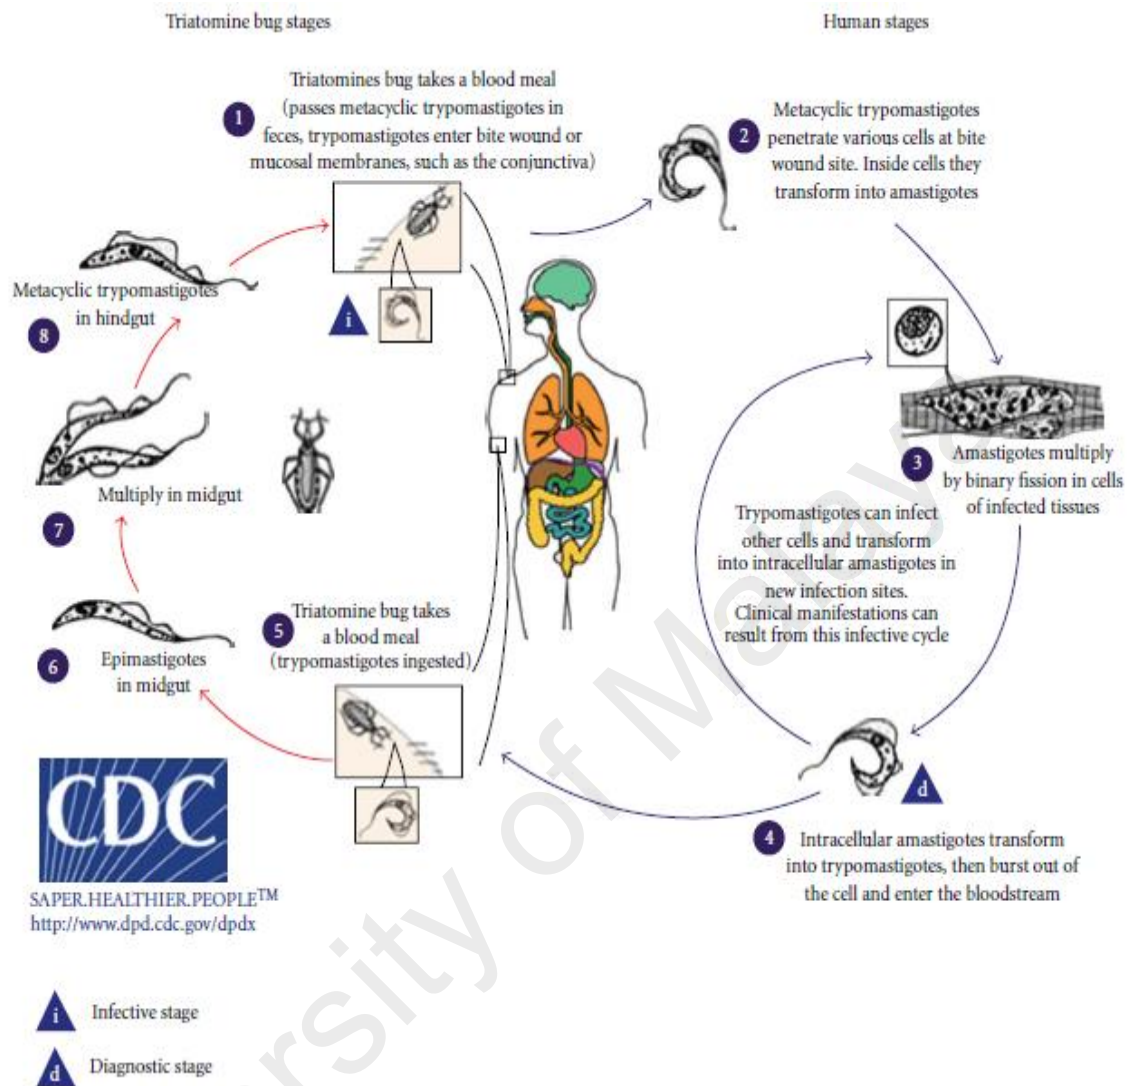 Triatomine bug stages
Human stages
Triatomines bug takes a blood meal
(passes metacyclic trypomastigotes in
feces, trypomastigotes enter bite wound or
mucosal membranes, such as the conjunctiva)
1
2
Metacyclic trypomastigotes
penetrate various cells at bite
wound site. Inside cells they
transform into amastigotes
i
Metacyclic trypomastigotes
in hindgut
8
3
Amastigotes multiply
by binary fission in cells
of infected tissues
Multiply in midgut
7
Trypomastigotes can infect
other cells and transform
into intracellular amastigotes in
new infection sites.
Clinical manifestations can
result from this infective cycle
5
Triatomine bug takes
a blood meal
(trypomastigotes ingested)
6
Epimastigotes
in midgut
d
4
Intracellular amastigotes transform
into trypomastigotes, then burst out of
the cell and enter the bloodstream
CDC
SAPER.HEALTHIER.PEOPLE™
http://www.dpd.cdc.gov/dpdx
i Infective stage
d Diagnostic stage
rsity of Malaya